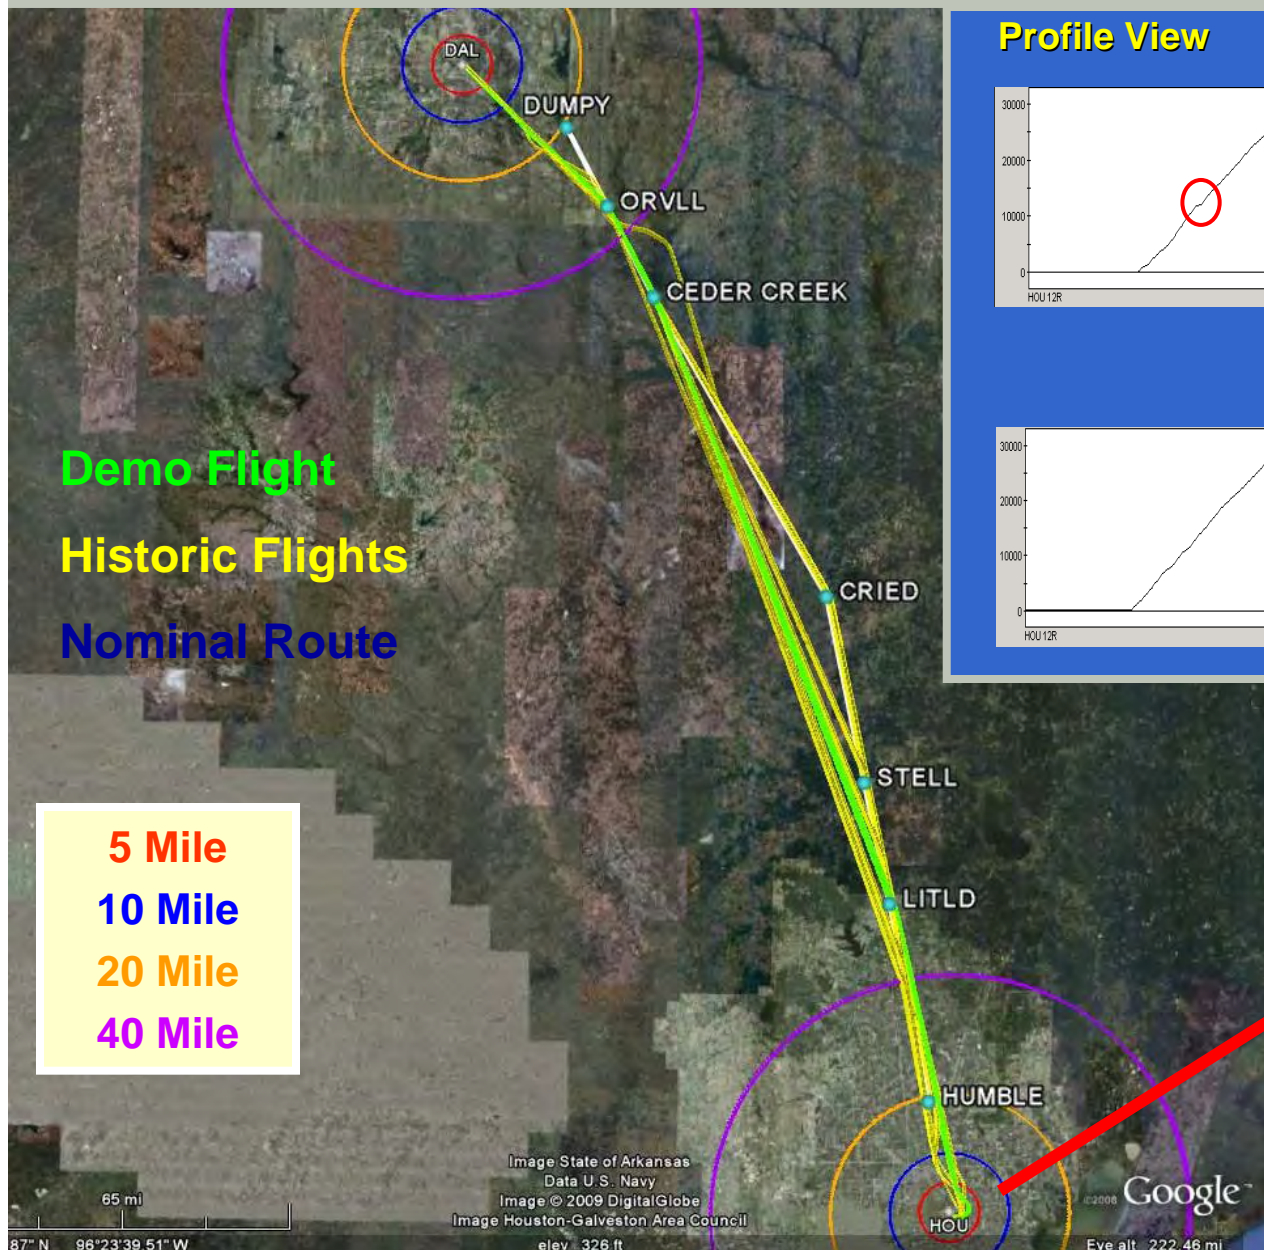 Profile View
DAL
DUMPY
ORVLL
CEDER CREEK
30000
20000
10000
0
HOU 12R
30000
20000
10000
0
HOU 12R
Demo Flight
Historic Flights
Nominal Route
CRIED
STELL
LITLD
HUMBLE
HOU
5 Mile
10 Mile
20 Mile
40 Mile
Image State of Arkansas
Data U.S. Navy
Image © 2009 DigitalGlobe
Image Houston-Galveston Area Council
65 mi
©2008 Google
87" N 96°23'39.51" W
elev 326 ft
Eye alt 222.46 mi